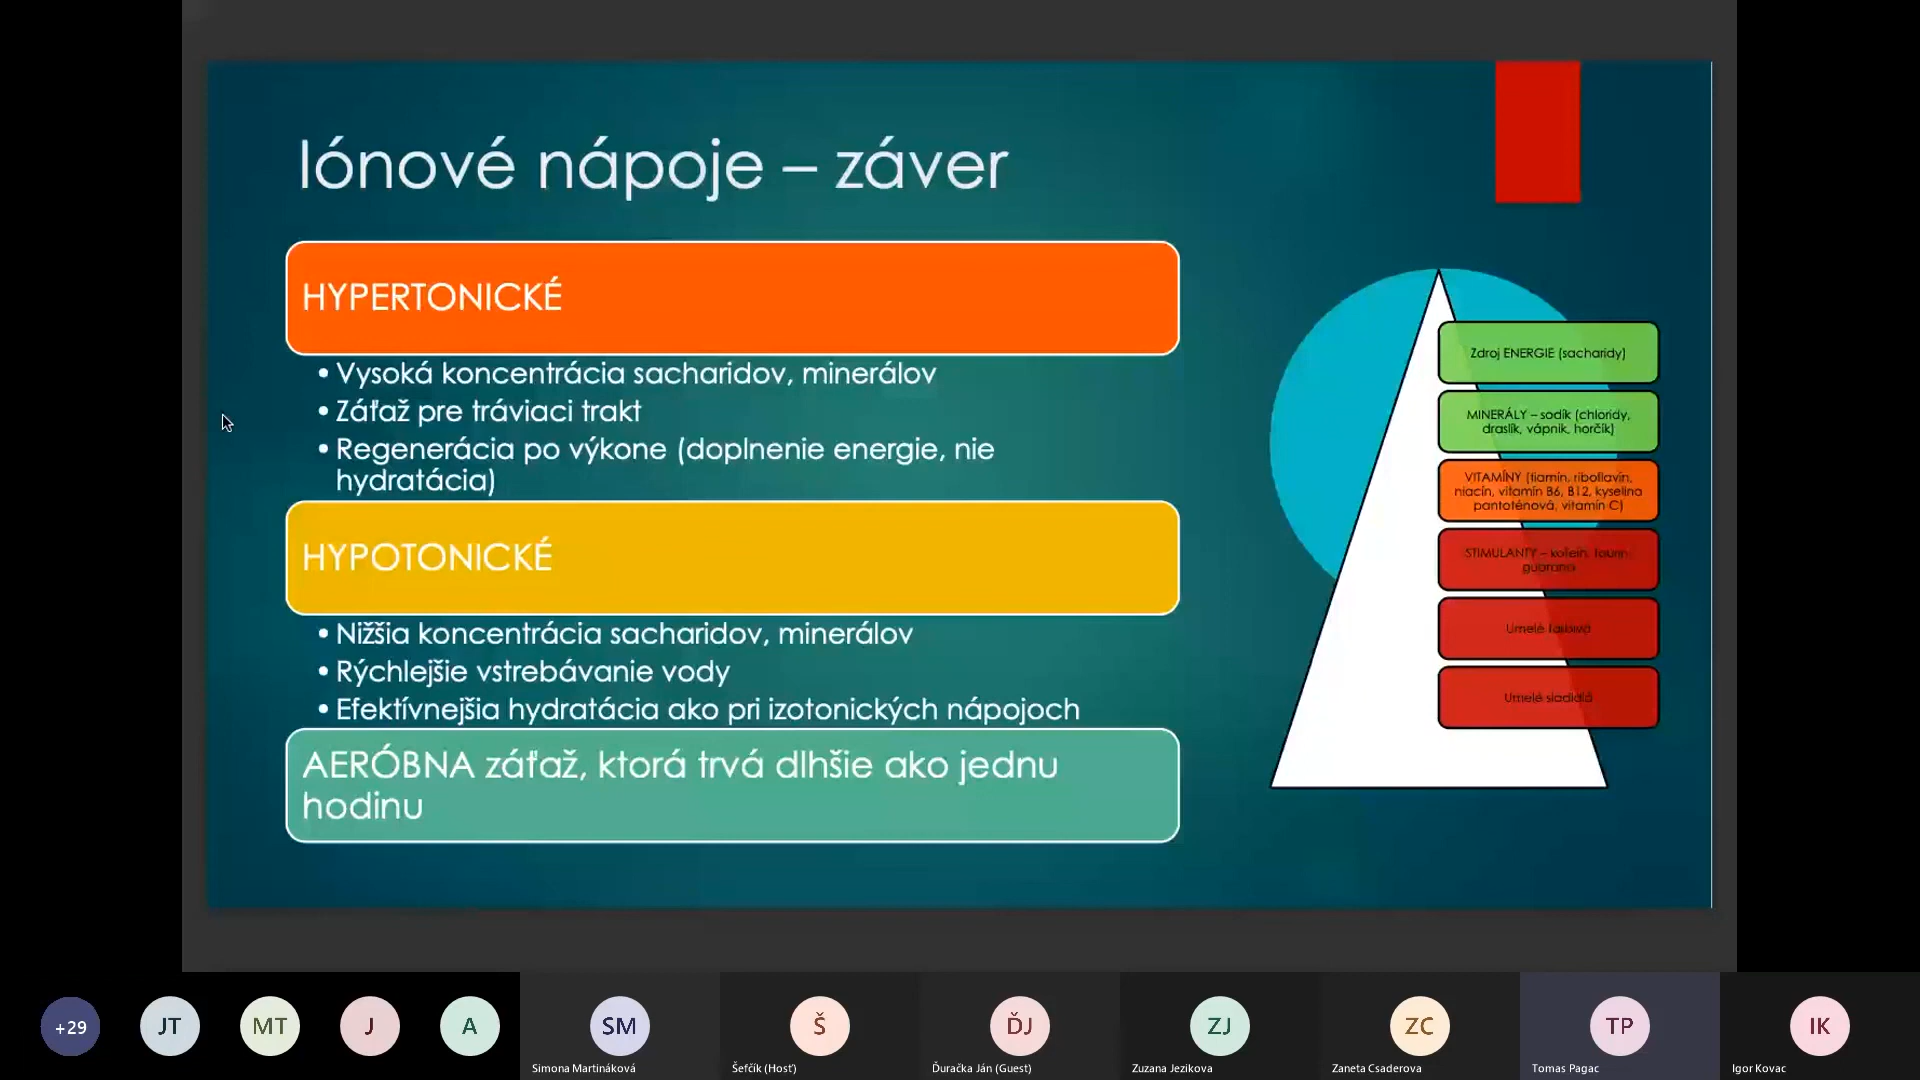 Iónové nápoje – záver
HYPERTONICKÉ
• Vysoká koncentrácia sacharidov, minerálov
• Záťaž pre tráviaci trakt
• Regenerácia po výkone (doplnenie energie, nie
hydratácia)
HYPOTONICKÉ
• Nižšia koncentrácia sacharidov, minerálov
• Rýchlejšie vstrebávanie vody
• Efektívnejšia hydratácia ako pri izotonických nápojoch
AERÓBNA záťaž, ktorá trvá dlhšie ako jednu
hodinu
Zdroj ENERGIE (sacharidy)
MINERÁLY – sodík (chloridy,
draslík, vápnik, horčík)
VITAMÍNY (tiamín, riboflavín,
niacín, vitamín B6, B12, kyselina
pantoténová, vitamín C)
STIMULANTY – kofeín, taurín,
guarana
Umelé farbivá
Umelé sladidlá
+29
JT
MT
J
A
SM
Simona Martináková
Š
Šefčík (Hosť)
ĎJ
Ďuračka Ján (Guest)
ZJ
Zuzana Jezikova
ZC
Zaneta Csaderova
TP
Tomas Pagac
IK
Igor Kovac